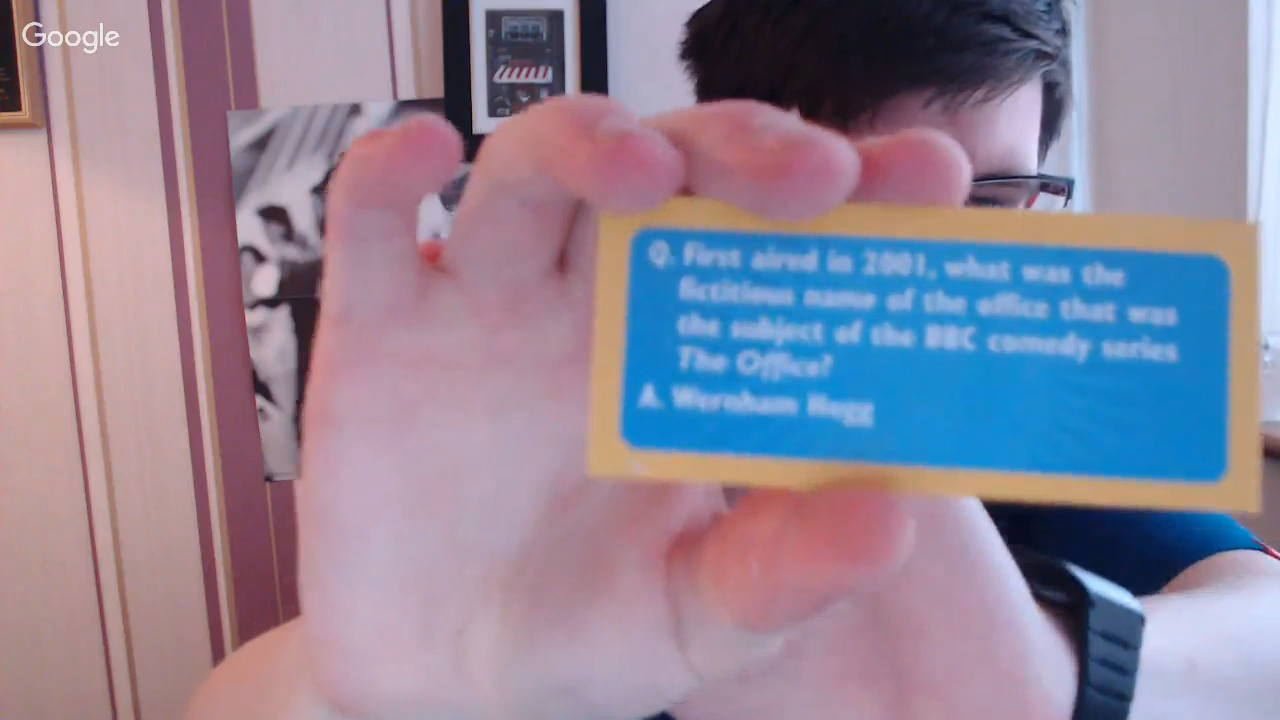 Google
Q. First aired in 2001, what was the
fictitious name of the office that was
the subject of the BBC comedy series
The Office?
A. Wernham Hogg